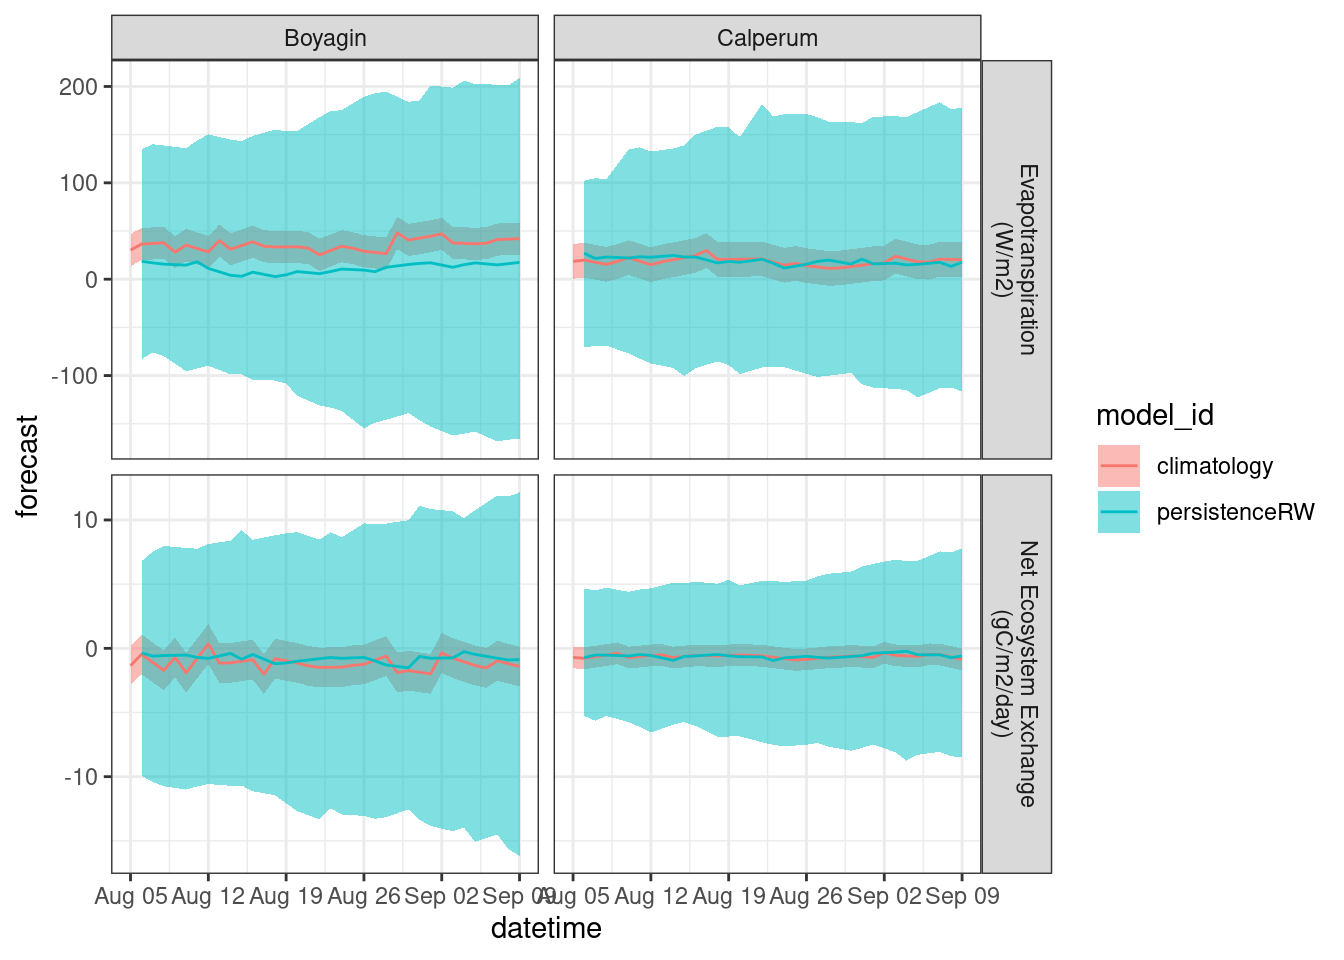 Boyagin
Calperum
200
100
0
-100
Evapotranspiration
(W/m2)
10
0
-10
Net Ecosystem Exchange
(gC/m2/day)
forecast
Aug 05 Aug 12 Aug 19 Aug 26 Sep 02 Sep 09
Aug 05 Aug 12 Aug 19 Aug 26 Sep 02 Sep 09
datetime
model_id
climatology
persistenceRW